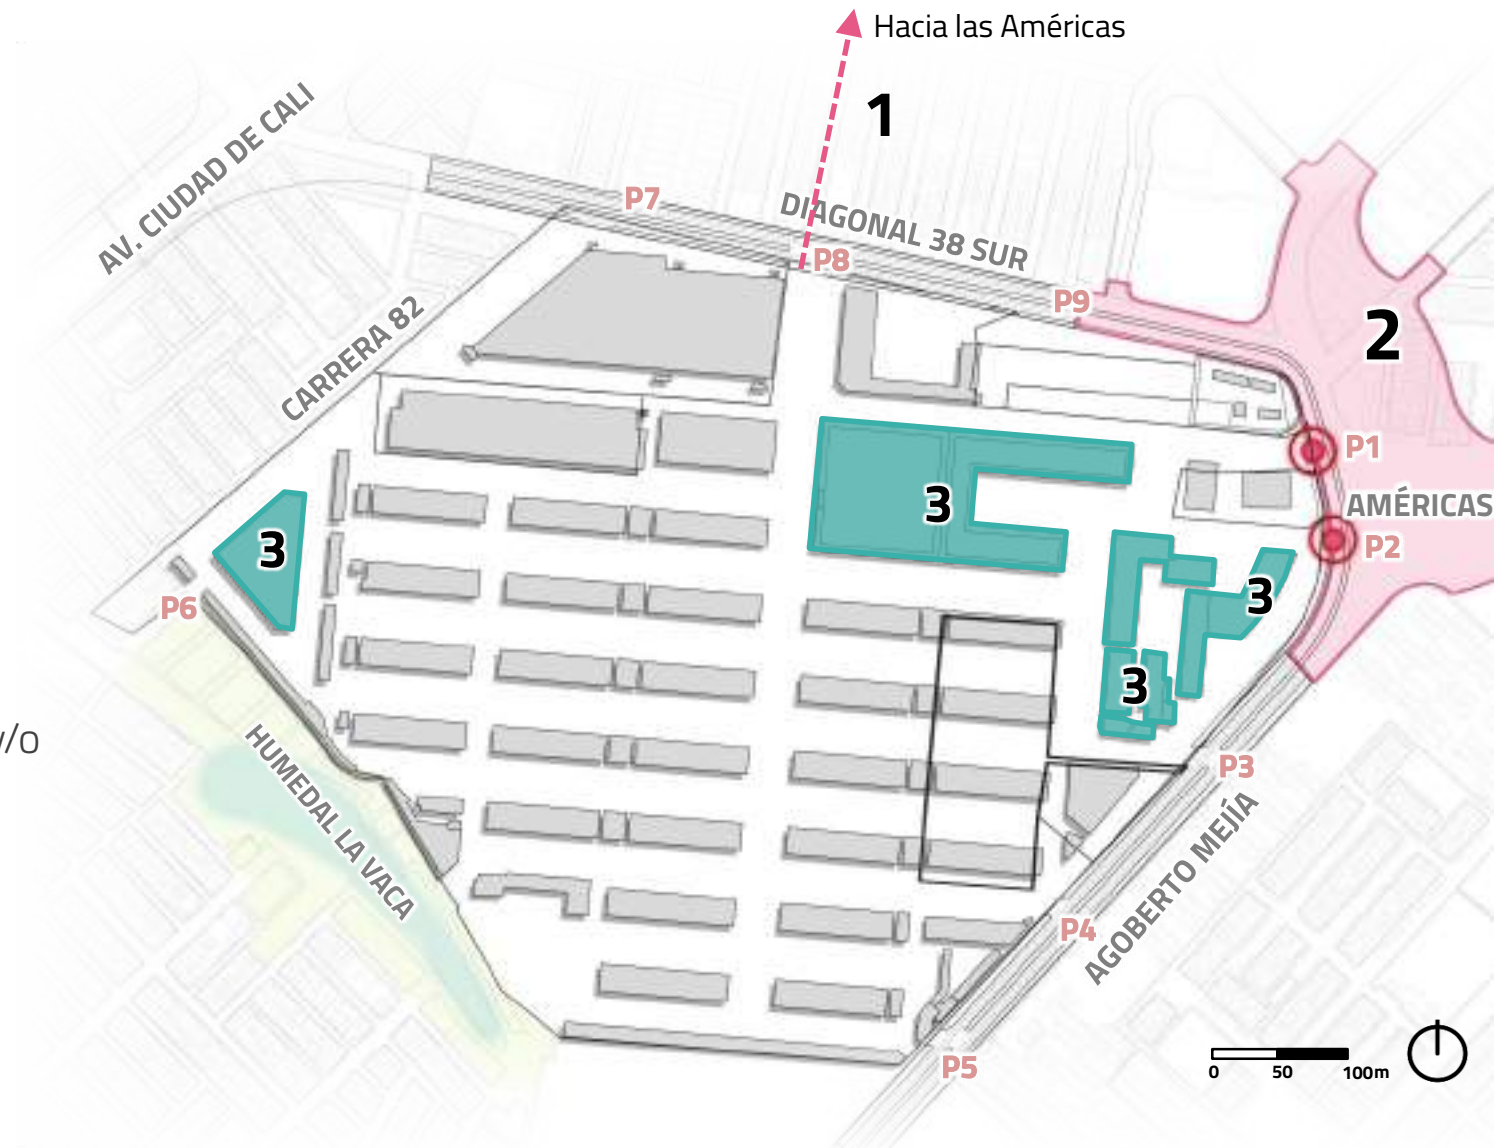 Hacia las Américas
1
AV. CIUDAD DE CALI
P7
DIAGONAL 38 SUR
P8
P9
2
CARRERA 82
P1
3
AMÉRICAS
3
P2
3
P6
3
y/o
HUMEDAL LA VACA
P3
AGOBERTO MEJÍA
P4
P5
0 50 100m